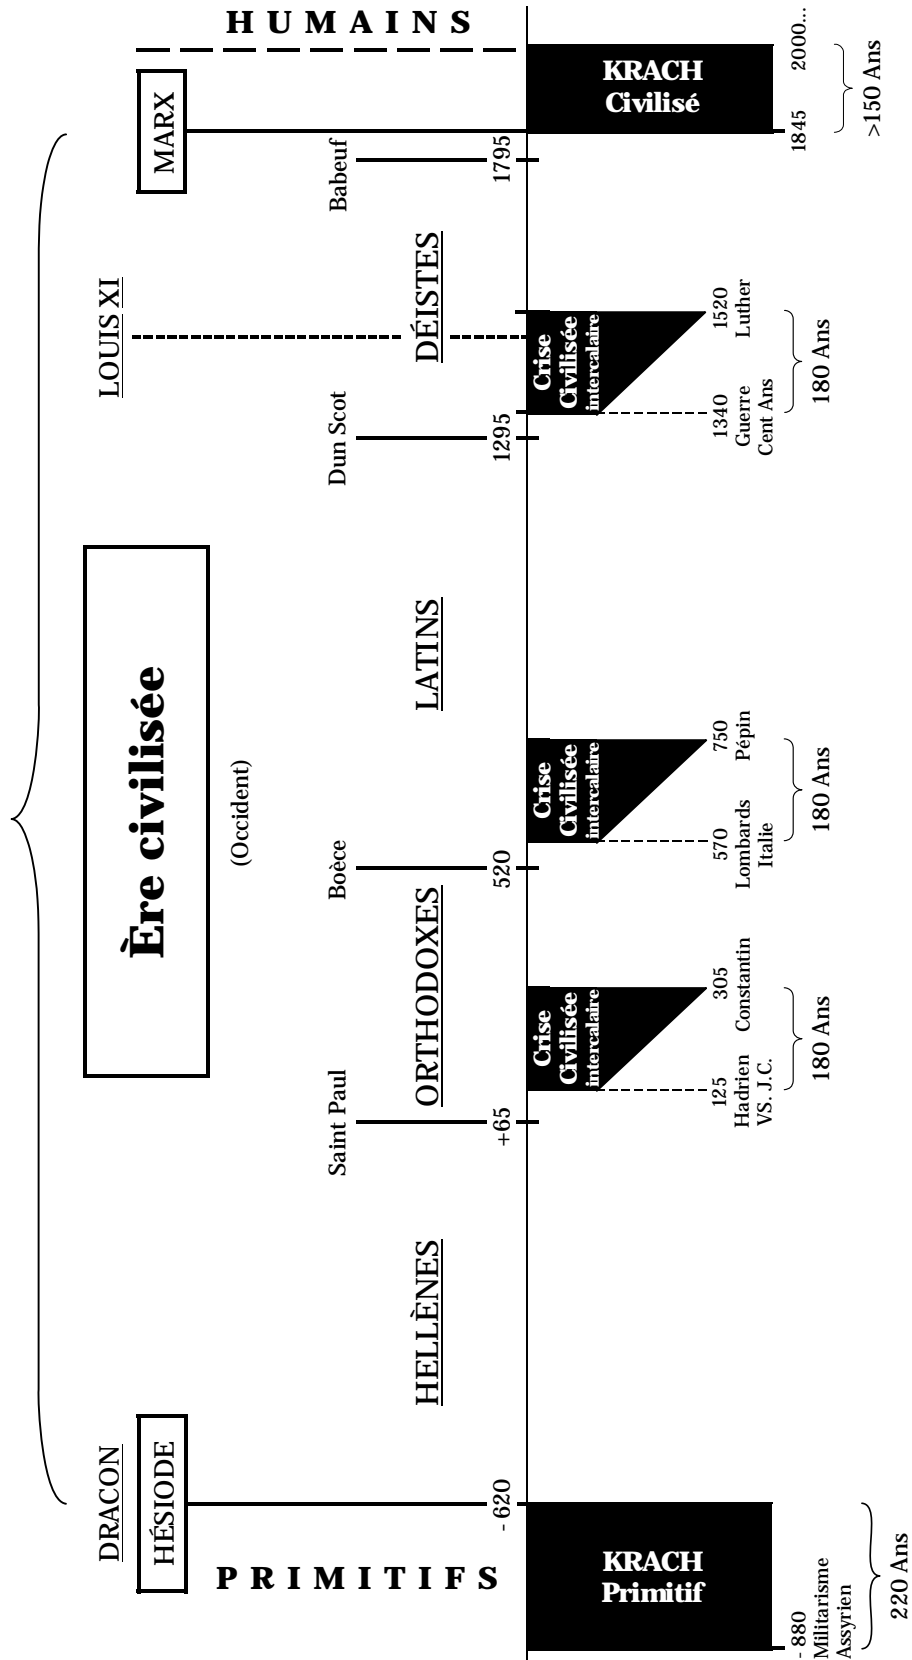 Ère civilisée
(Occident)
DRACON
HÉSIODE
LOUIS XI
MARX
PRIMITIFS
HUMAINS
Saint Paul
Boèce
Dun Scot
Babeuf
HELLÈNES
ORTHODOXES
LATINS
DÉISTES
- 620
+65
520
1295
1795
KRACH
Primitif
Crise
Civilisée
intercalaire
Crise
Civilisée
intercalaire
Crise
Civilisée
intercalaire
KRACH
Civilisé
- 880
Militarisme
Assyrien
220 Ans
125
Hadrien
VS. J.C.
305
Constantin
180 Ans
570
Lombards
Italie
750
Pépin
180 Ans
1340
Guerre
Cent Ans
1520
Luther
180 Ans
1845
2000...
>150 Ans